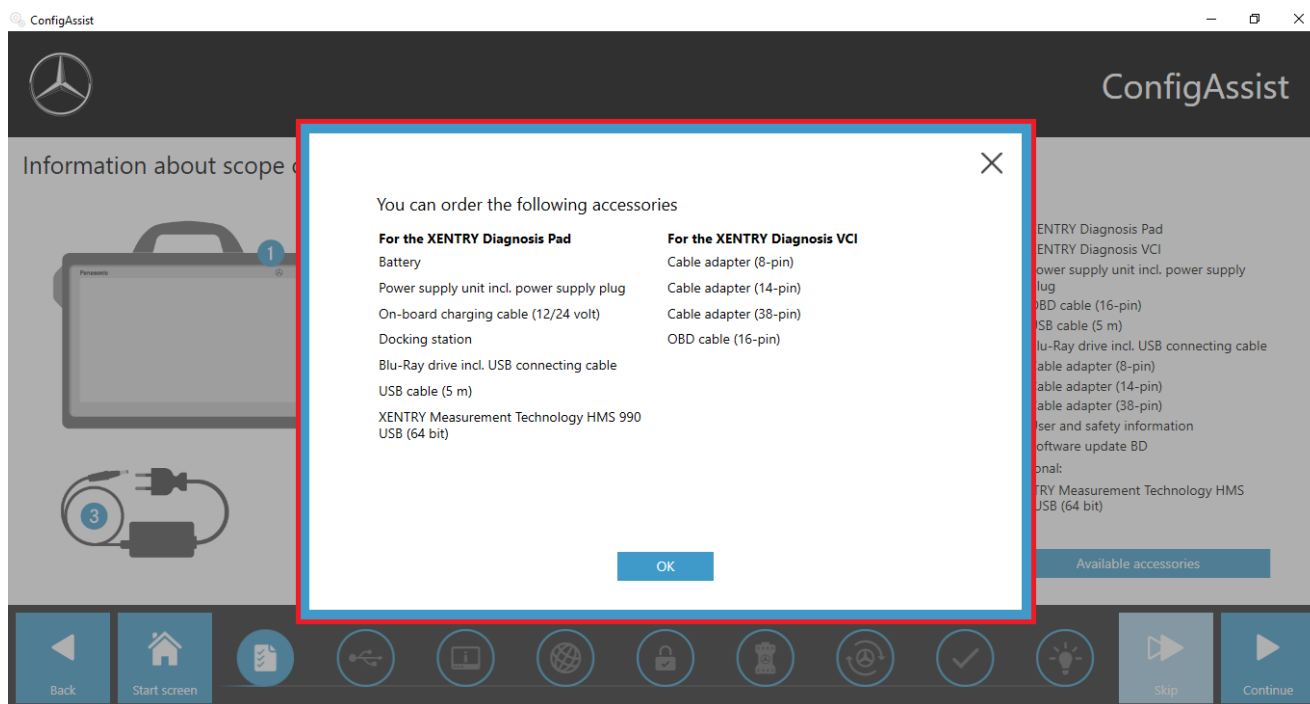 ConfigAssist
ConfigAssist
Information about scope
You can order the following accessories
For the XENTRY Diagnosis Pad
Battery
Power supply unit incl. power supply plug
On-board charging cable (12/24 volt)
Docking station
Blu-Ray drive incl. USB connecting cable
USB cable (5 m)
XENTRY Measurement Technology HMS 990
USB (64 bit)
For the XENTRY Diagnosis VCI
Cable adapter (8-pin)
Cable adapter (14-pin)
Cable adapter (38-pin)
OBD cable (16-pin)
OK
Panasonic
1
3
ENTRY Diagnosis Pad
ENTRY Diagnosis VCI
ower supply unit incl. power supply
lug
BD cable (16-pin)
SB cable (5 m)
lu-Ray drive incl. USB connecting cable
able adapter (8-pin)
able adapter (14-pin)
able adapter (38-pin)
ser and safety information
oftware update BD
onal:
TRY Measurement Technology HMS
USB (64 bit)
Available accessories
Back
Start screen
Skip
Continue